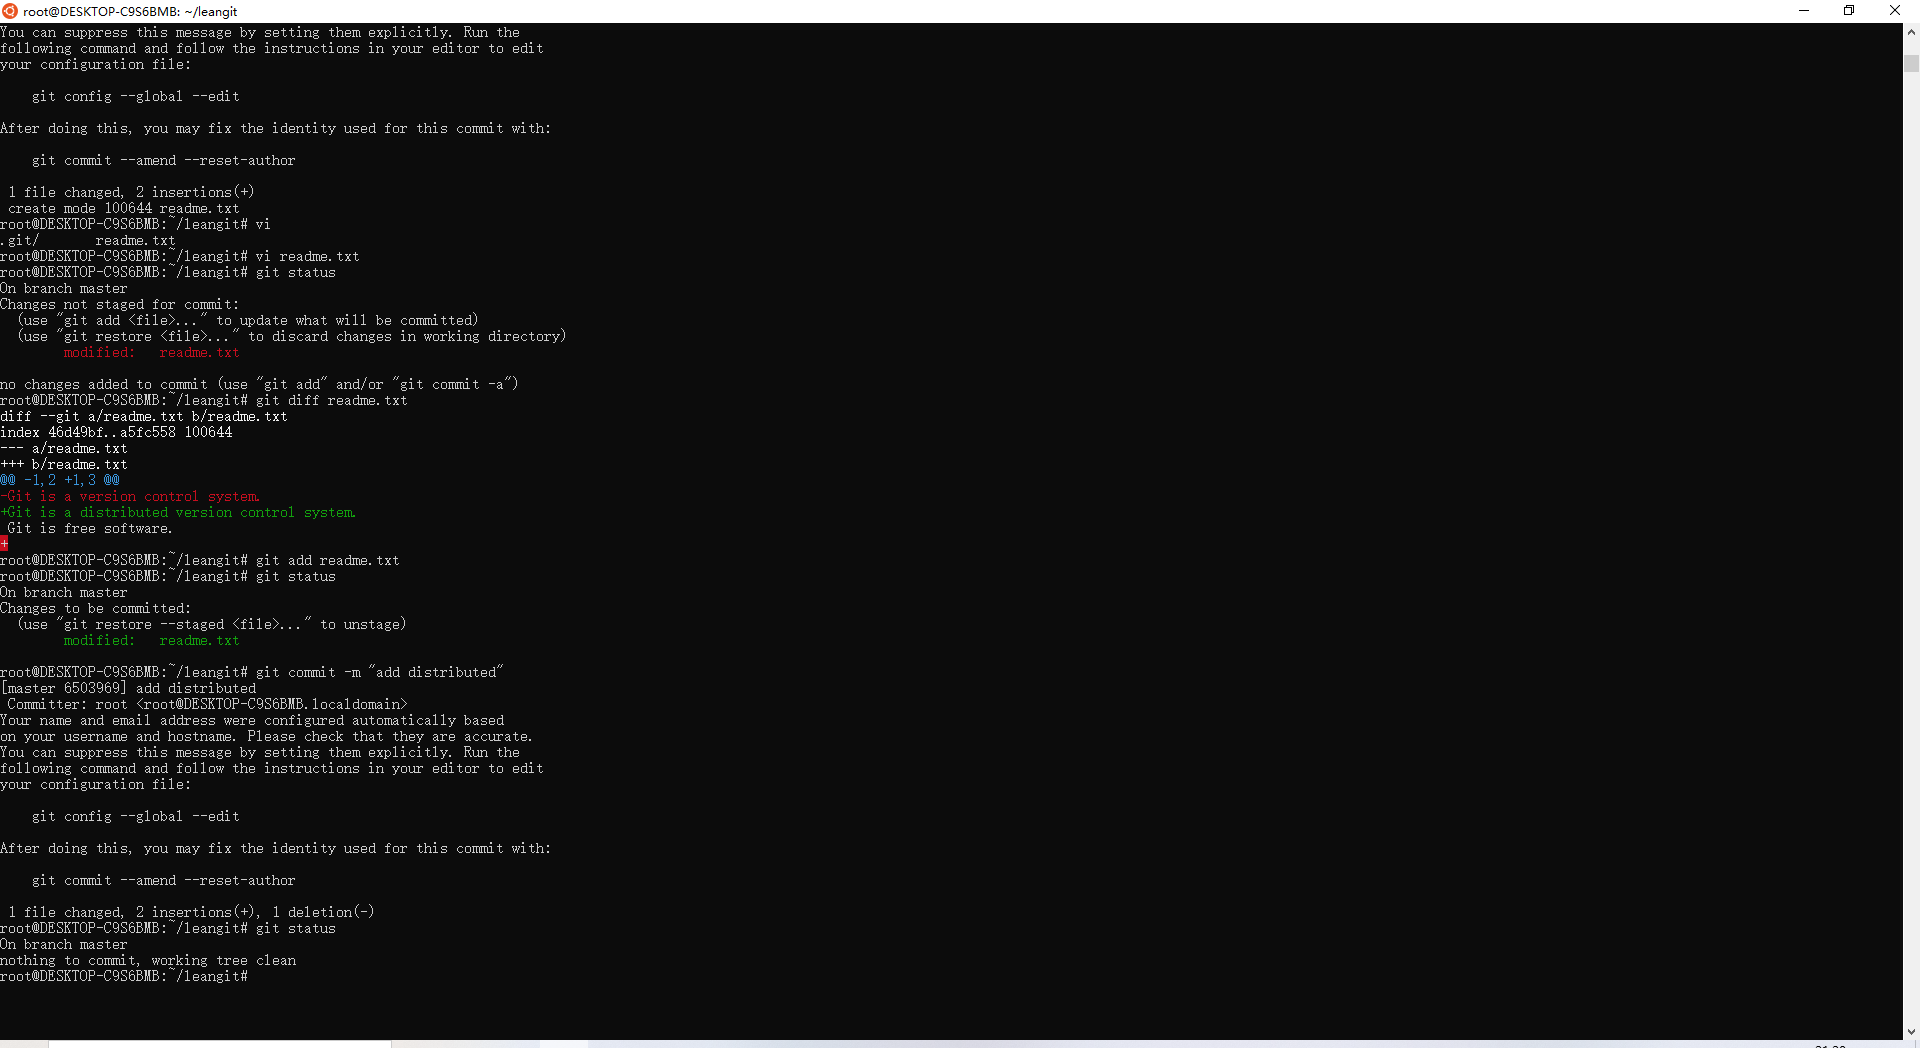 root@DESKTOP-C9S6BMB: ~/leangit
You can suppress this message by setting them explicitly. Run the
following command and follow the instructions in your editor to edit
your configuration file:
git config --global --edit
After doing this, you may fix the identity used for this commit with:
git commit --amend --reset-author
1 file changed, 2 insertions(+)
create mode 100644 readme.txt
root@DESKTOP-C9S6BMB:~/leangit# vi
.git/       readme.txt
root@DESKTOP-C9S6BMB:~/leangit# vi readme.txt
root@DESKTOP-C9S6BMB:~/leangit# git status
On branch master
Changes not staged for commit:
(use "git add <file>..." to update what will be committed)
(use "git restore <file>..." to discard changes in working directory)
modified:   readme.txt
no changes added to commit (use "git add" and/or "git commit -a")
root@DESKTOP-C9S6BMB:~/leangit# git diff readme.txt
diff --git a/readme.txt b/readme.txt
index 46d49bf..a5fc558 100644
--- a/readme.txt
+++ b/readme.txt
@@ -1,2 +1,3 @@
-Git is a version control system.
+Git is a distributed version control system.
Git is free software.
+
root@DESKTOP-C9S6BMB:~/leangit# git add readme.txt
root@DESKTOP-C9S6BMB:~/leangit# git status
On branch master
Changes to be committed:
(use "git restore --staged <file>..." to unstage)
modified:   readme.txt
root@DESKTOP-C9S6BMB:~/leangit# git commit -m "add distributed"
[master 6503969] add distributed
Committer: root <root@DESKTOP-C9S6BMB.localdomain>
Your name and email address were configured automatically based
on your username and hostname. Please check that they are accurate.
You can suppress this message by setting them explicitly. Run the
following command and follow the instructions in your editor to edit
your configuration file:
git config --global --edit
After doing this, you may fix the identity used for this commit with:
git commit --amend --reset-author
1 file changed, 2 insertions(+), 1 deletion(-)
root@DESKTOP-C9S6BMB:~/leangit# git status
On branch master
nothing to commit, working tree clean
root@DESKTOP-C9S6BMB:~/leangit#